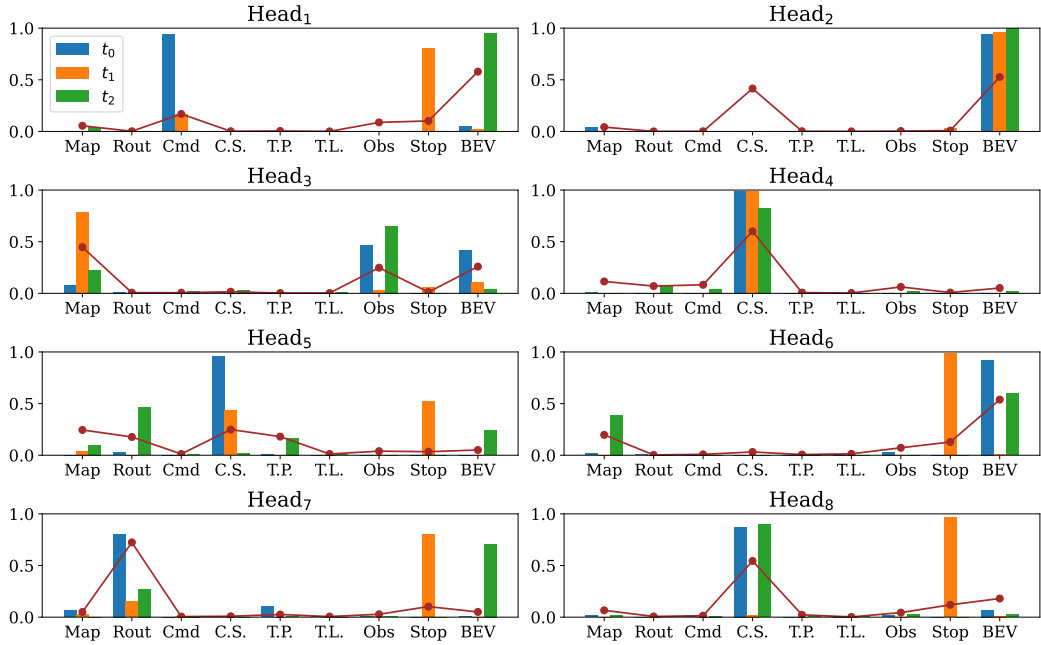 Head₁ Head₂
1.0 1.0
t₀
t₁
t₂
0.5 0.5
0.0 0.0
Map Rout Cmd C.S. T.P. T.L. Obs Stop BEV Map Rout Cmd C.S. T.P. T.L. Obs Stop BEV
Head₃ Head₄
1.0 1.0
0.5 0.5
0.0 0.0
Map Rout Cmd C.S. T.P. T.L. Obs Stop BEV Map Rout Cmd C.S. T.P. T.L. Obs Stop BEV
Head₅ Head₆
1.0 1.0
0.5 0.5
0.0 0.0
Map Rout Cmd C.S. T.P. T.L. Obs Stop BEV Map Rout Cmd C.S. T.P. T.L. Obs Stop BEV
Head₇ Head₈
1.0 1.0
0.5 0.5
0.0 0.0
Map Rout Cmd C.S. T.P. T.L. Obs Stop BEV Map Rout Cmd C.S. T.P. T.L. Obs Stop BEV